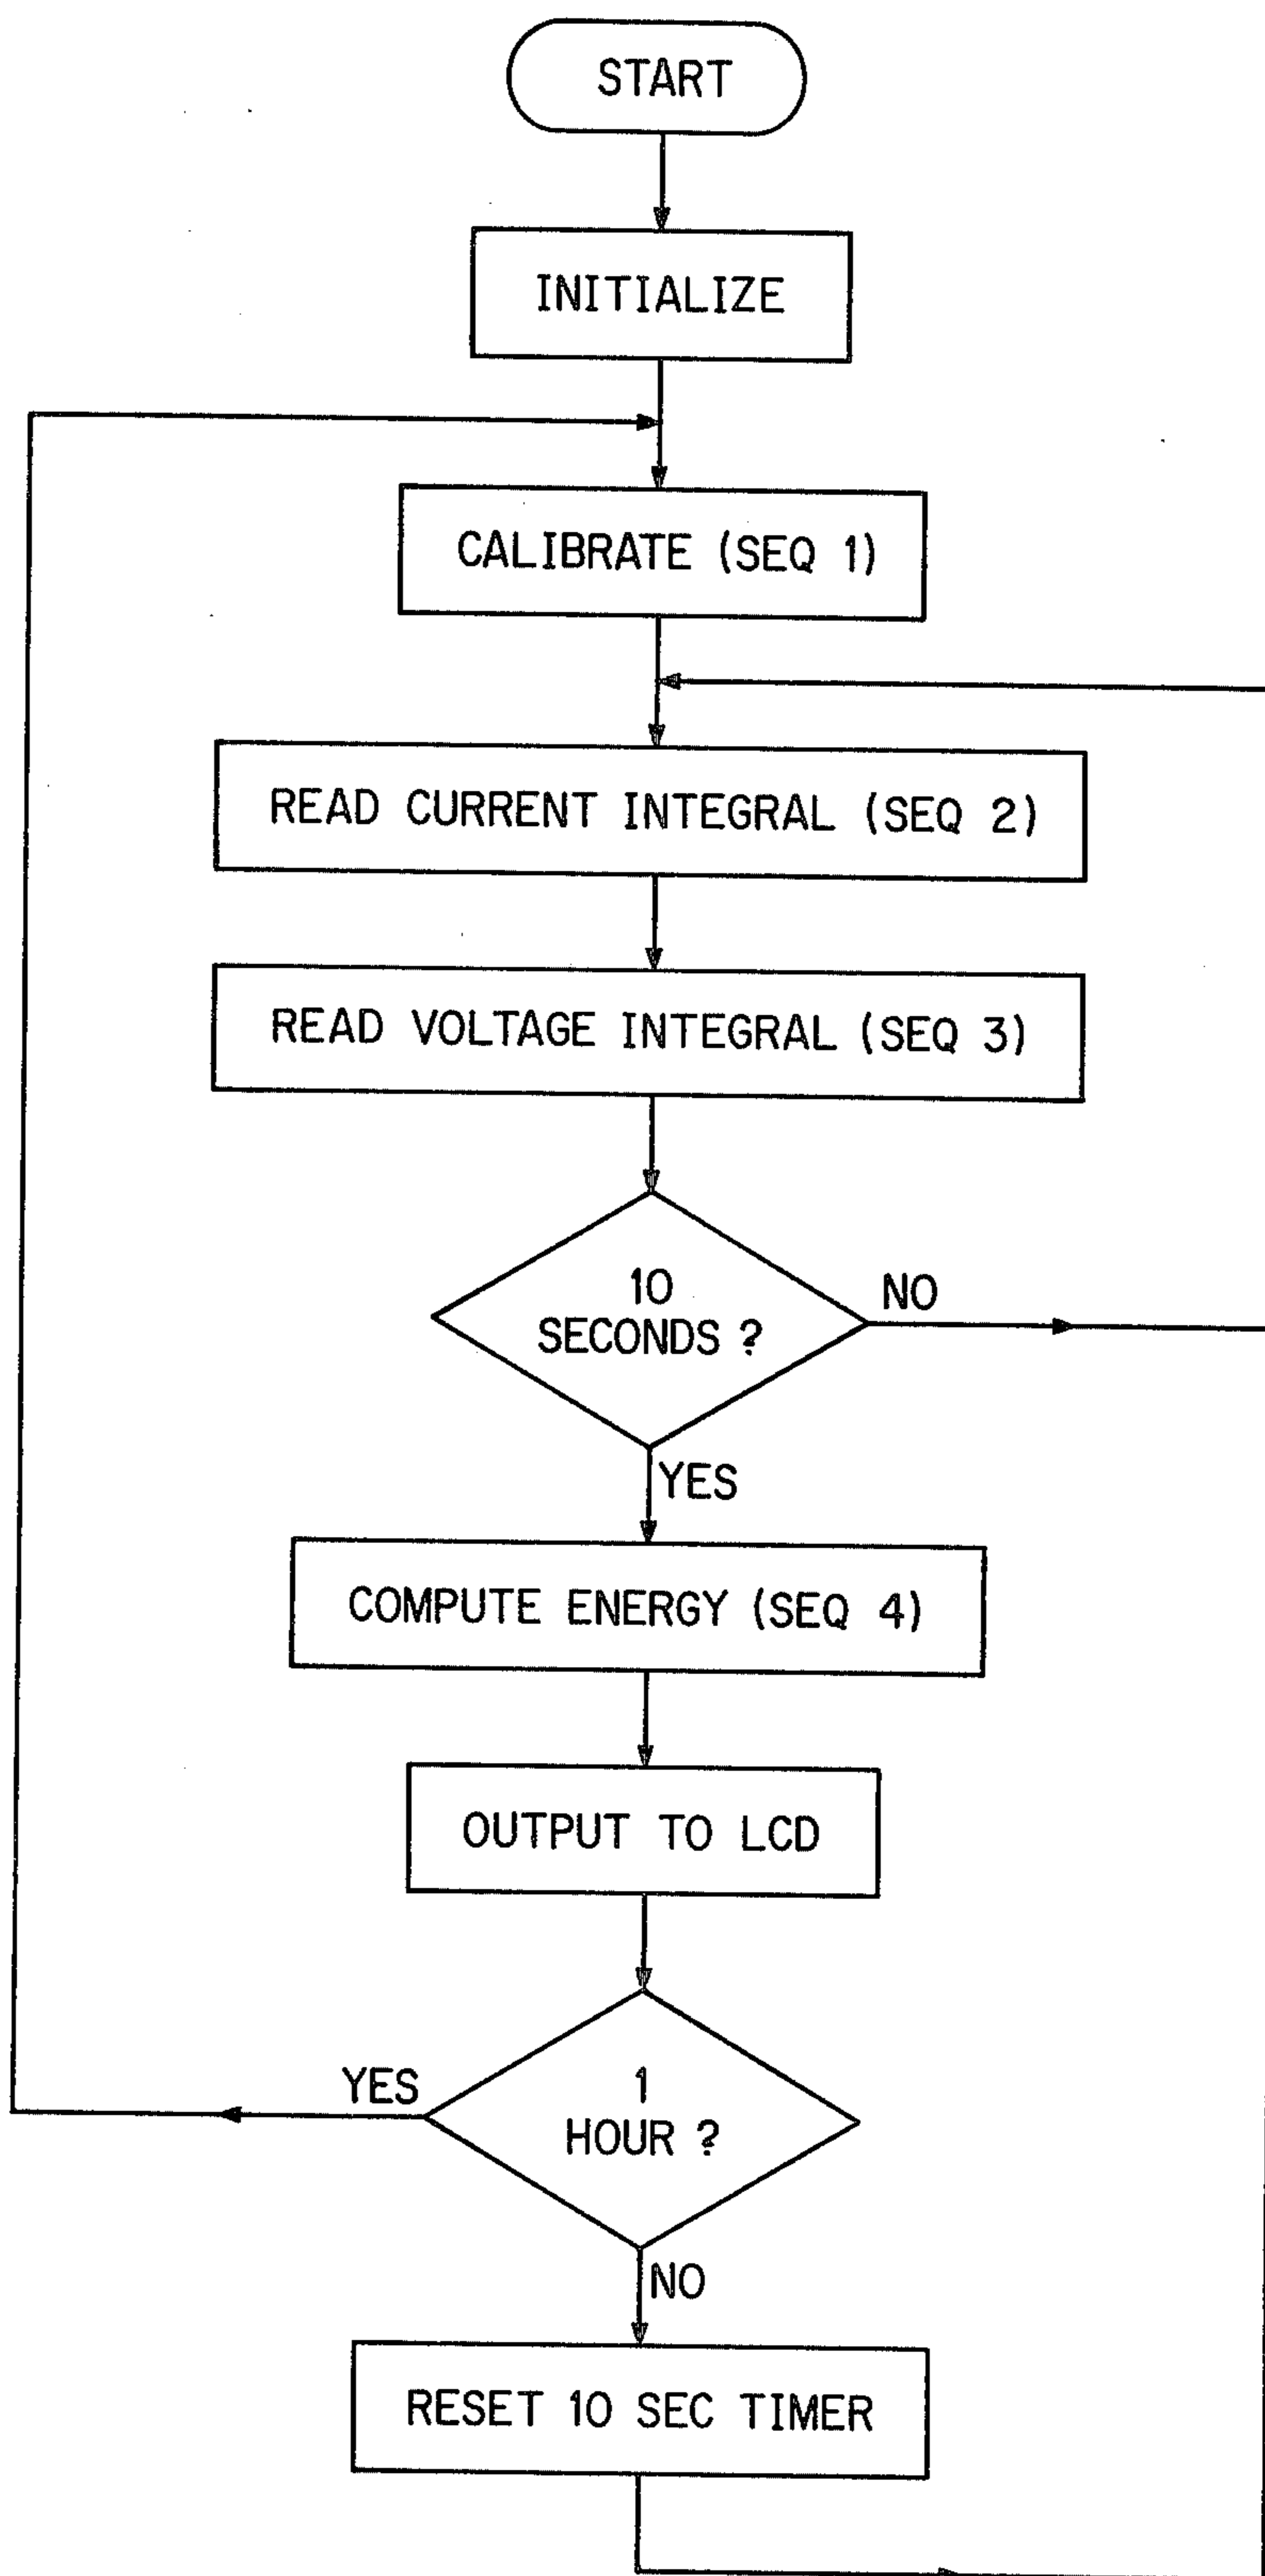 START
INITIALIZE
CALIBRATE (SEQ 1)
READ CURRENT INTEGRAL (SEQ 2)
READ VOLTAGE INTEGRAL (SEQ 3)
10
SECONDS ?
NO
YES
COMPUTE ENERGY (SEQ 4)
OUTPUT TO LCD
YES
1
HOUR ?
NO
RESET 10 SEC TIMER